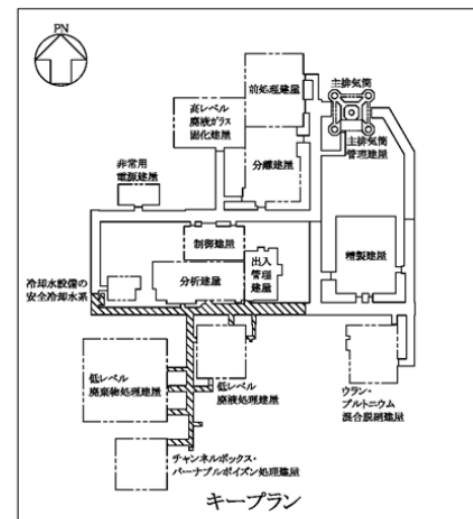 PN
前処理建屋
主排気筒
高レベル
廃液ガラス
固化建屋
主排気筒
管理建屋
分離建屋
非常用
電源建屋
制御建屋
出入
管理
建屋
精製建屋
分析建屋
冷却水設備の
安全冷却水系
低レベル
廃棄物処理建屋
低レベル
廃液処理建屋
ウラン・
プルトニウム
混合脱硝建屋
チャンネルボックス・
バーナブルポイズン処理建屋
キープラン